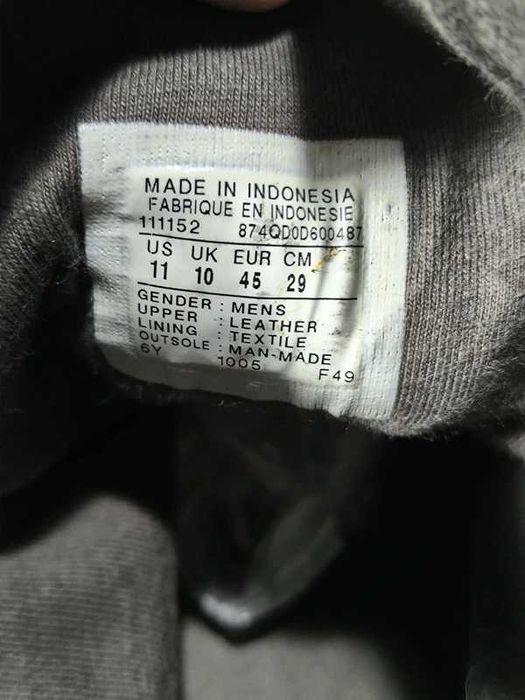 MADE IN INDONESIA
FABRIQUE EN INDONESIE
111152 874QD0D600487
US UK EUR CM
11 10 45 29
GENDER : MENS
UPPER : LEATHER
LINING : TEXTILE
OUTSOLE : MAN-MADE
6Y 1005 F49